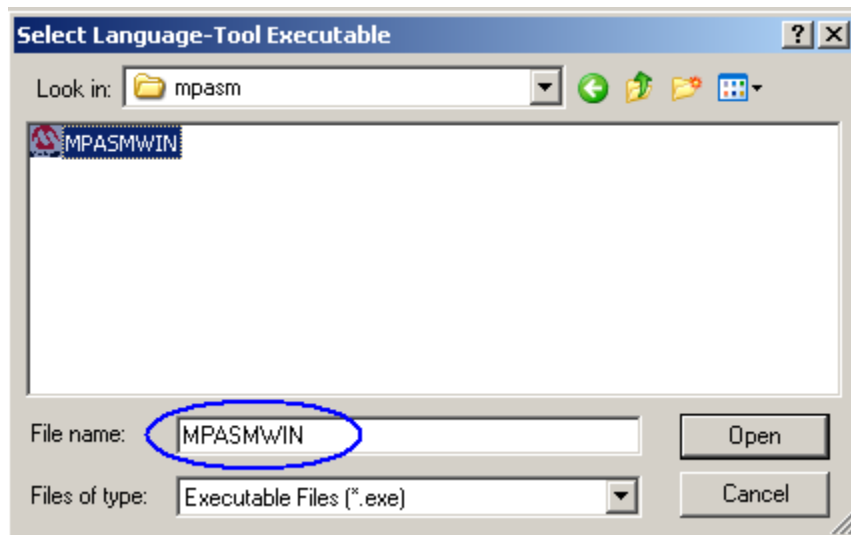 Select Language-Tool Executable
Look in: mpasm
MPASMWIN
File name: MPASMWIN
Open
Files of type: Executable Files (*.exe)
Cancel